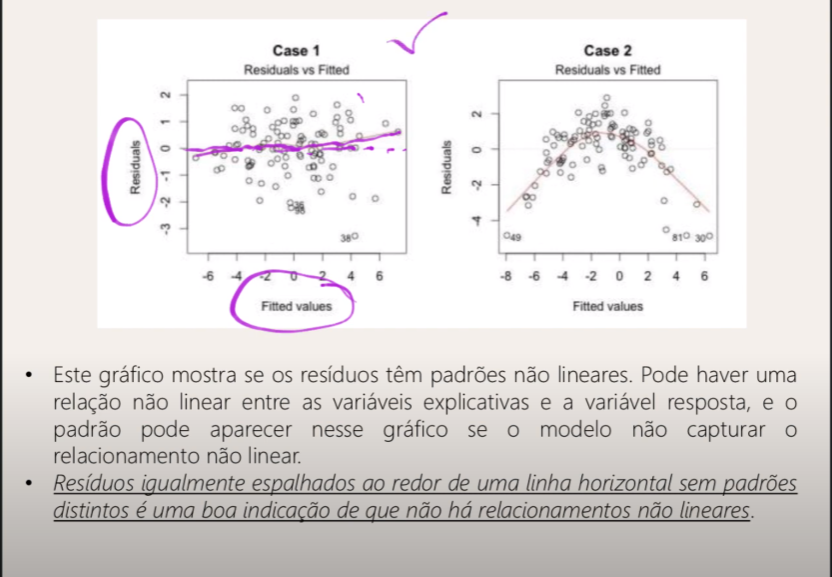 Case 1
Residuals vs Fitted
Residuals
2
1
0
-1
-2
-3
36
38
-6 -4 -2 0 2 4 6
Fitted values
Case 2
Residuals vs Fitted
Residuals
2
0
-2
-4
49
81 30
-8 -6 -4 -2 0 2 4 6
Fitted values
• Este gráfico mostra se os resíduos têm padrões não lineares. Pode haver uma
relação não linear entre as variáveis explicativas e a variável resposta, e o
padrão pode aparecer nesse gráfico se o modelo não capturar o
relacionamento não linear.
• Resíduos igualmente espalhados ao redor de uma linha horizontal sem padrões
distintos é uma boa indicação de que não há relacionamentos não lineares.